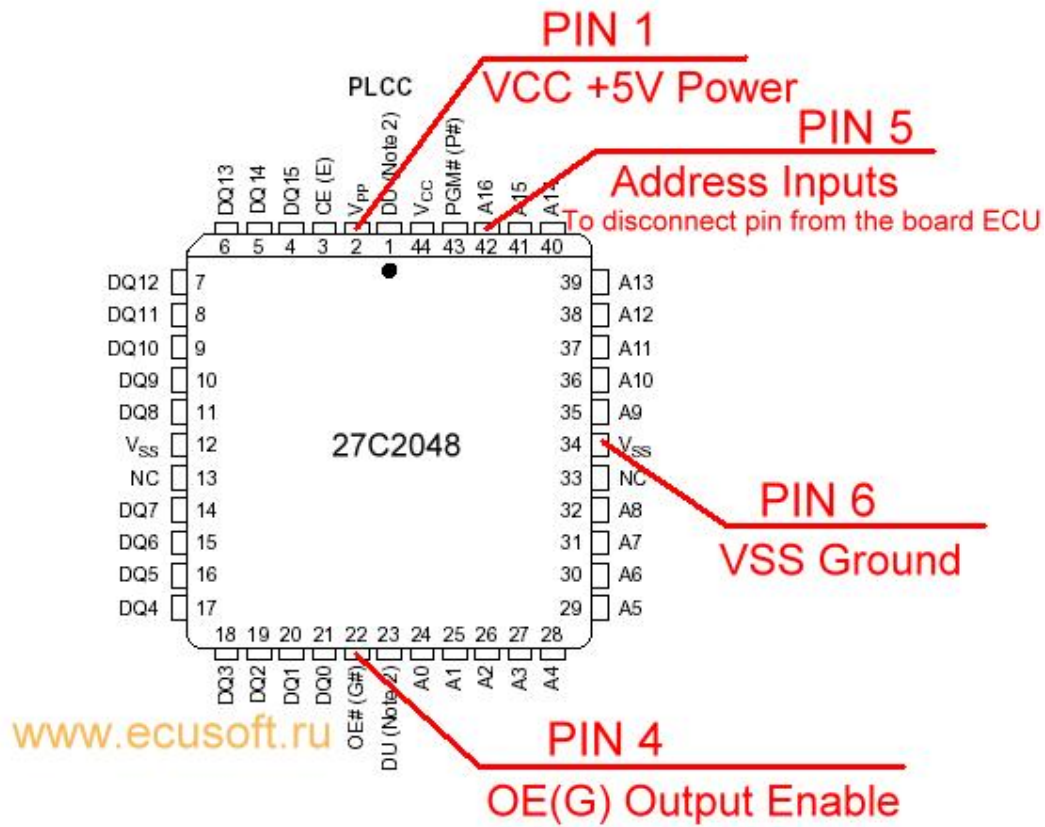 PIN 1
VCC +5V Power
PLCC
PIN 5
Address Inputs
To disconnect pin from the board ECU
DQ13
DQ14
DQ15
CE (E)
VPP
DU (Note 2)
VCC
PGM# (P#)
A16
A15
A14
6 5 4 3 2 1 44 43 42 41 40
DQ12 7 39 A13
DQ11 8 38 A12
DQ10 9 37 A11
DQ9 10 36 A10
DQ8 11 35 A9
VSS 12 27C2048 34 VSS
NC 13 33 NC
DQ7 14 32 A8
DQ6 15 31 A7
DQ5 16 30 A6
DQ4 17 29 A5
PIN 6
VSS Ground
18 19 20 21 22 23 24 25 26 27 28
DQ3
DQ2
DQ1
DQ0
OE# (G#)
DU (Note 2)
A0
A1
A2
A3
A4
www.ecusoft.ru
PIN 4
OE(G) Output Enable